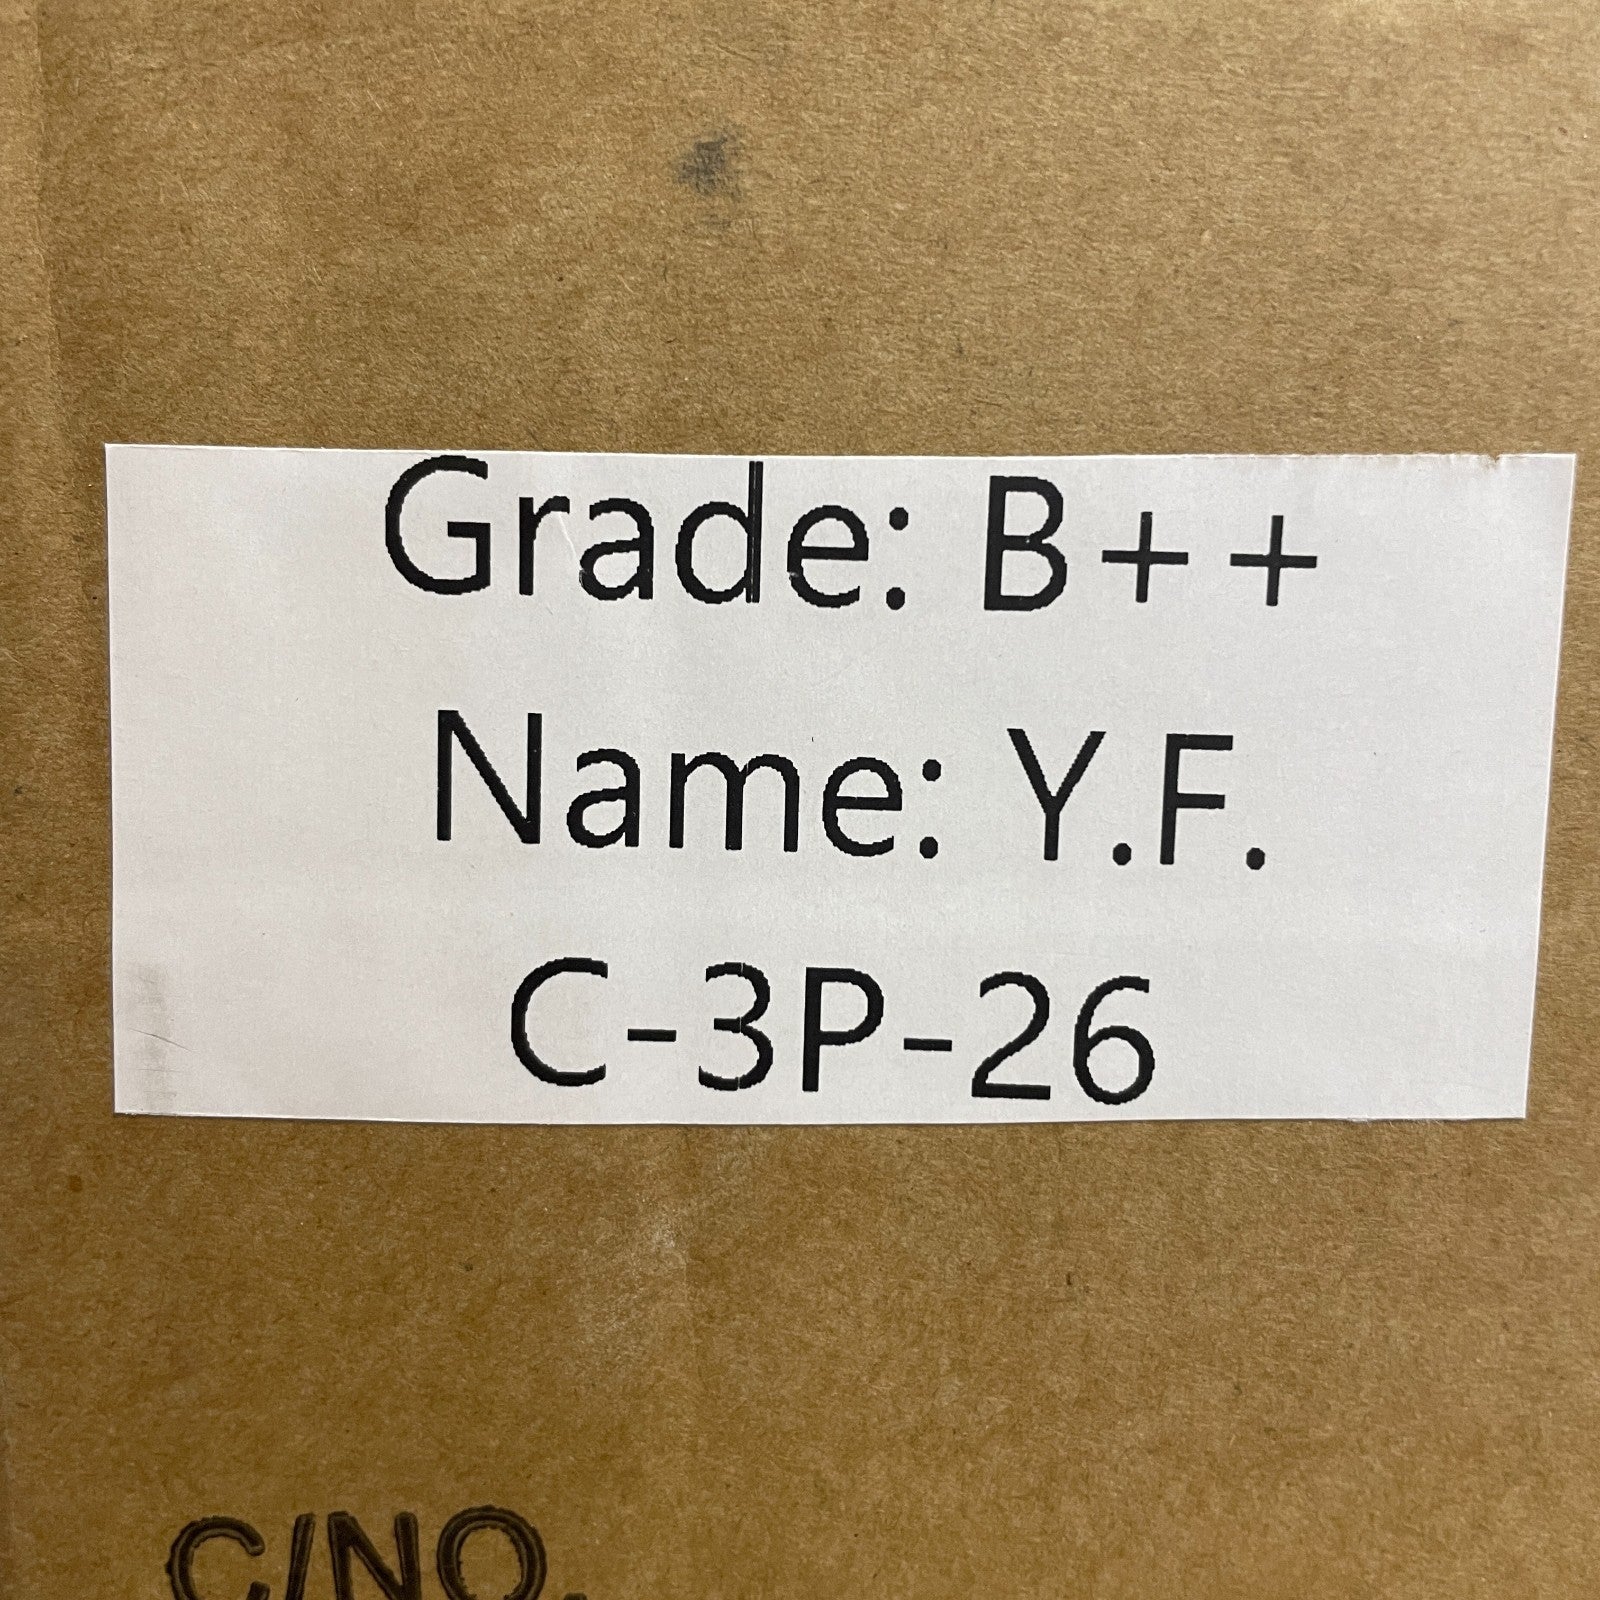 Grade: B++
Name: Y.F.
C-3P-26
C/NO.